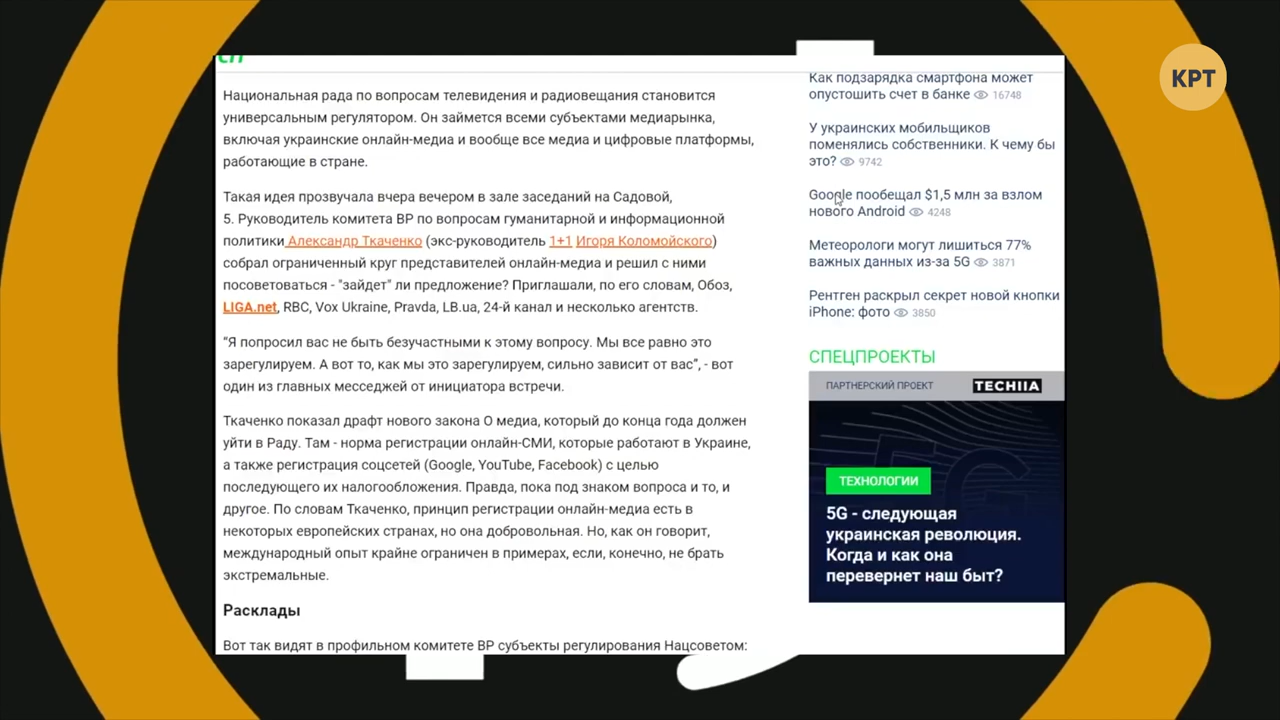 КРТ
Национальная рада по вопросам телевидения и радиовещания становится
универсальным регулятором. Он займется всеми субъектами медиарынка,
включая украинские онлайн-медиа и вообще все медиа и цифровые платформы,
работающие в стране.
Такая идея прозвучала вчера вечером в зале заседаний на Садовой,
5. Руководитель комитета ВР по вопросам гуманитарной и информационной
политики Александр Ткаченко (экс-руководитель 1+1 Игоря Коломойского)
собрал ограниченный круг представителей онлайн-медиа и решил с ними
посоветоваться - "зайдет" ли предложение? Приглашали, по его словам, Обоз,
LIGA.net, RBC, Vox Ukraine, Pravda, LB.ua, 24-й канал и несколько агентств.
“Я попросил вас не быть безучастными к этому вопросу. Мы все равно это
зарегулируем. А вот то, как мы это зарегулируем, сильно зависит от вас”, - вот
один из главных месседжей от инициатора встречи.
Ткаченко показал драфт нового закона О медиа, который до конца года должен
уйти в Раду. Там - норма регистрации онлайн-СМИ, которые работают в Украине,
а также регистрация соцсетей (Google, YouTube, Facebook) с целью
последующего их налогообложения. Правда, пока под знаком вопроса и то, и
другое. По словам Ткаченко, принцип регистрации онлайн-медиа есть в
некоторых европейских странах, но она добровольная. Но, как он говорит,
международный опыт крайне ограничен в примерах, если, конечно, не брать
экстремальные.
Расклады
Вот так видят в профильном комитете ВР субъекты регулирования Нацсоветом:
Как подзарядка смартфона может
опустошить счет в банке 16748
У украинских мобильщиков
поменялись собственники. К чему бы
это? 9742
Google пообещал $1,5 млн за взлом
нового Android 4248
Метеорологи могут лишиться 77%
важных данных из-за 5G 3871
Рентген раскрыл секрет новой кнопки
iPhone: фото 3850
СПЕЦПРОЕКТЫ
ПАРТНЕРСКИЙ ПРОЕКТ TECHIIA
ТЕХНОЛОГИИ
5G - следующая
украинская революция.
Когда и как она
перевернет наш быт?